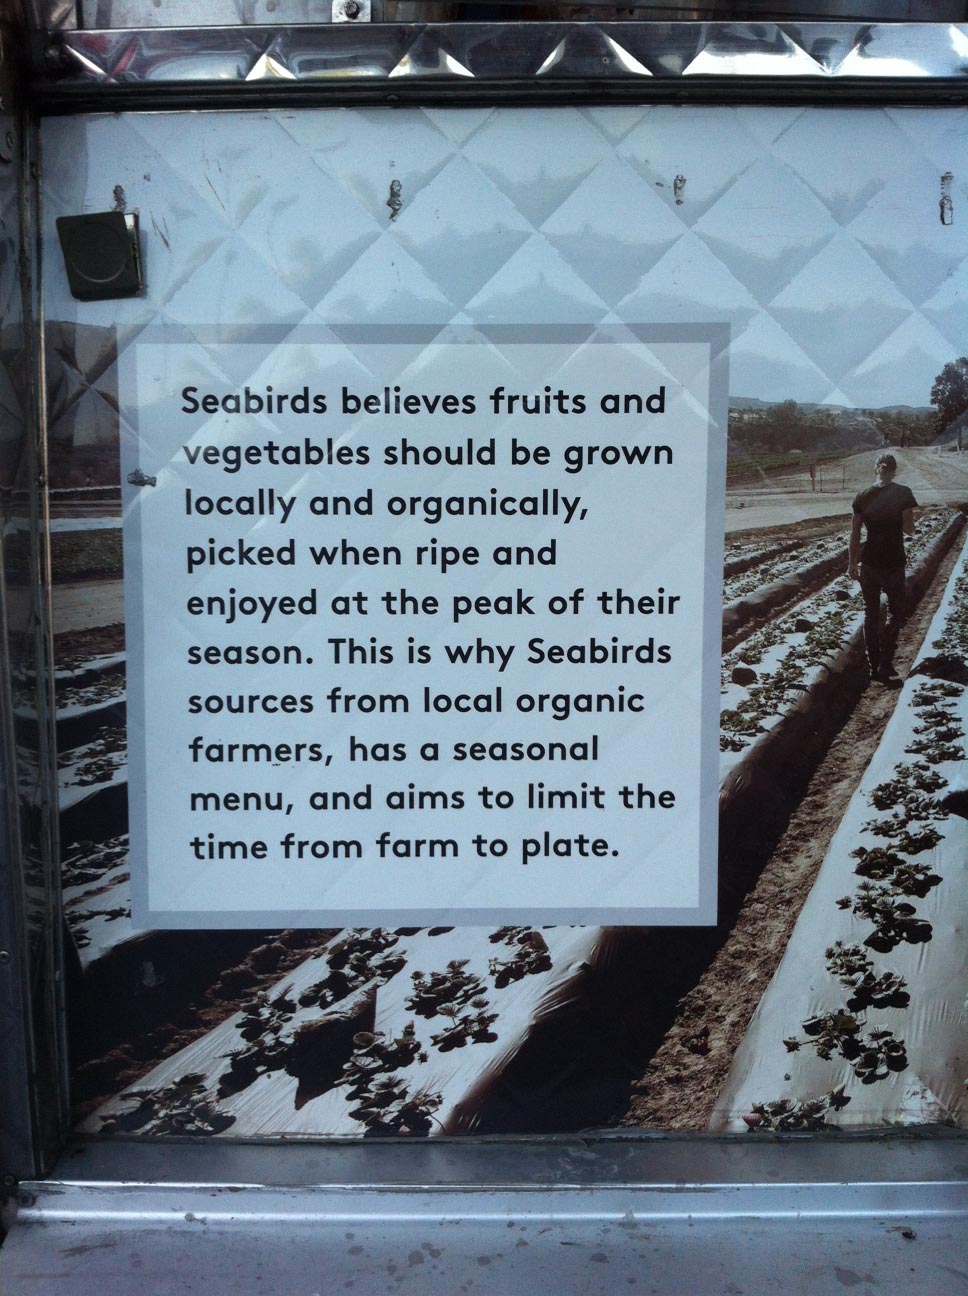 Seabirds believes fruits and
vegetables should be grown
locally and organically,
picked when ripe and
enjoyed at the peak of their
season. This is why Seabirds
sources from local organic
farmers, has a seasonal
menu, and aims to limit the
time from farm to plate.